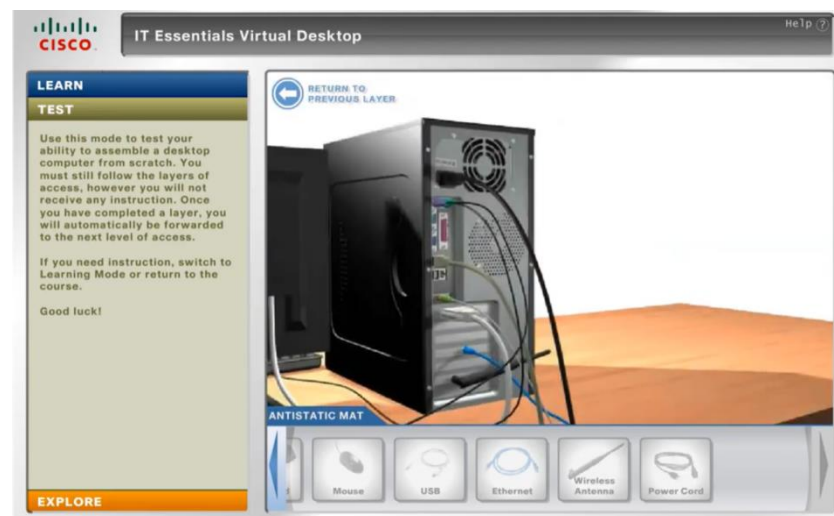 CISCO
IT Essentials Virtual Desktop
Help ?
LEARN
TEST
Use this mode to test your
ability to assemble a desktop
computer from scratch. You
must still follow the layers of
access, however you will not
receive any instruction. Once
you have completed a layer, you
will automatically be forwarded
to the next level of access.
If you need instruction, switch to
Learning Mode or return to the
course.
Good luck!
EXPLORE
RETURN TO
PREVIOUS LAYER
ANTISTATIC MAT
Mouse
USB
Ethernet
Wireless
Antenna
Power Cord